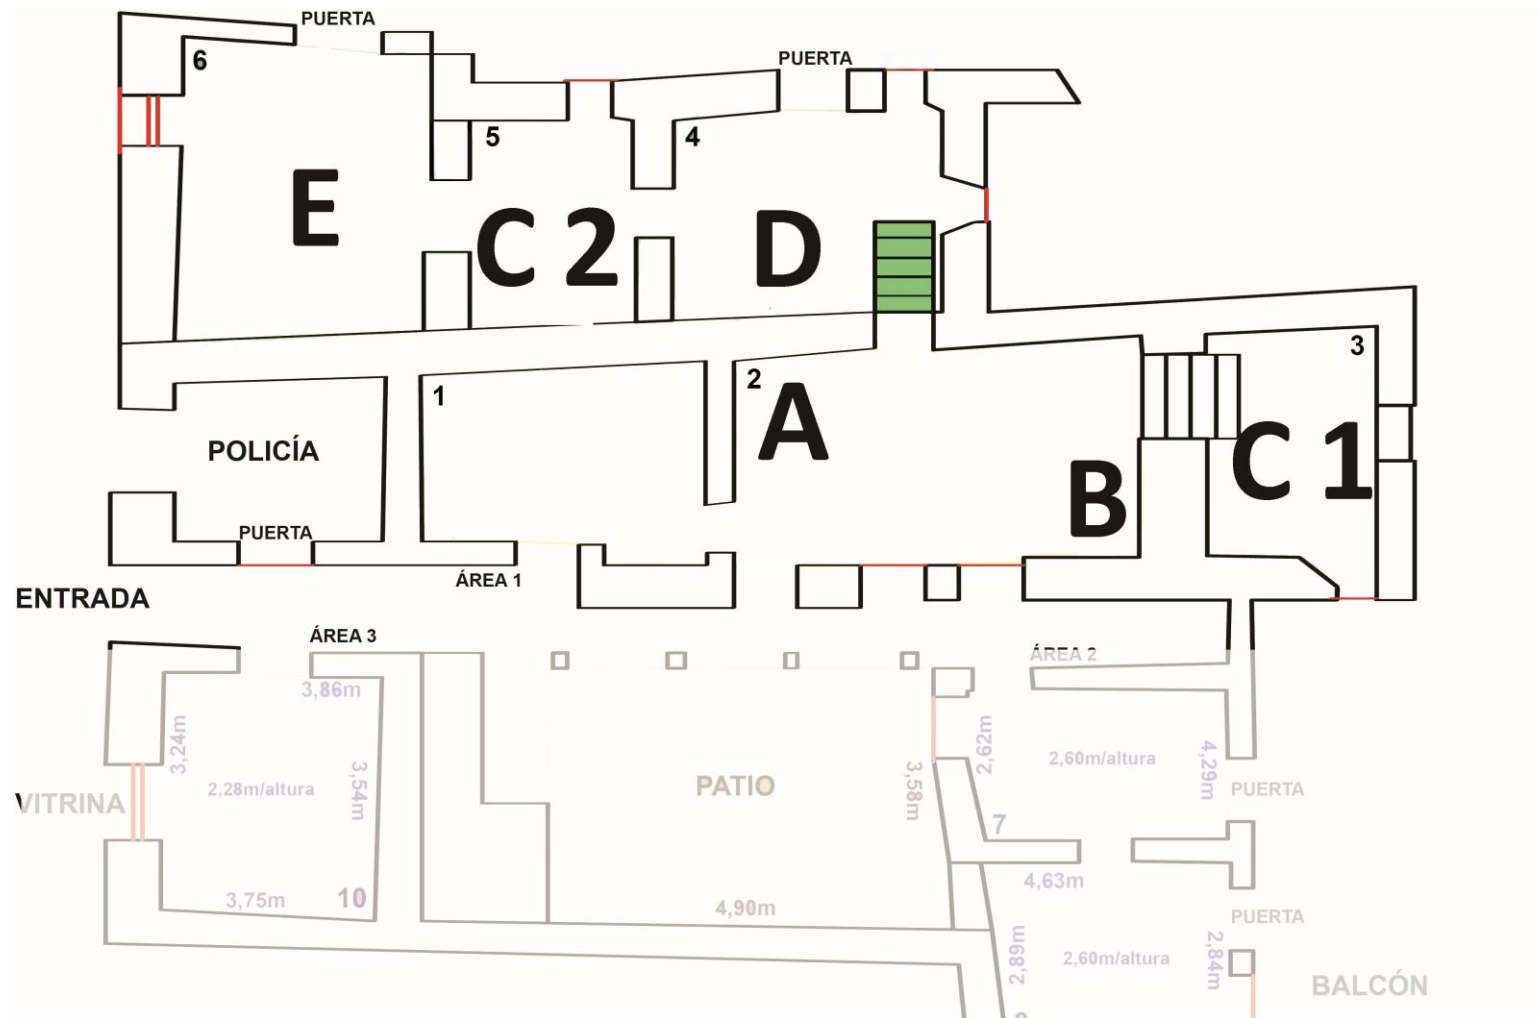 PUERTA
6
PUERTA
5
4
E
C 2
D
3
1
2
A
C 1
B
POLICÍA
PUERTA
ÁREA 1
ENTRADA
ÁREA 3
ÁREA 2
3,86m
3,24m
2,62m
2,60m/altura
4,29m
2,28m/altura
3,54m
PATIO
3,58m
PUERTA
VITRINA
7
4,63m
3,75m
10
4,90m
PUERTA
2,89m
2,60m/altura
2,84m
BALCÓN